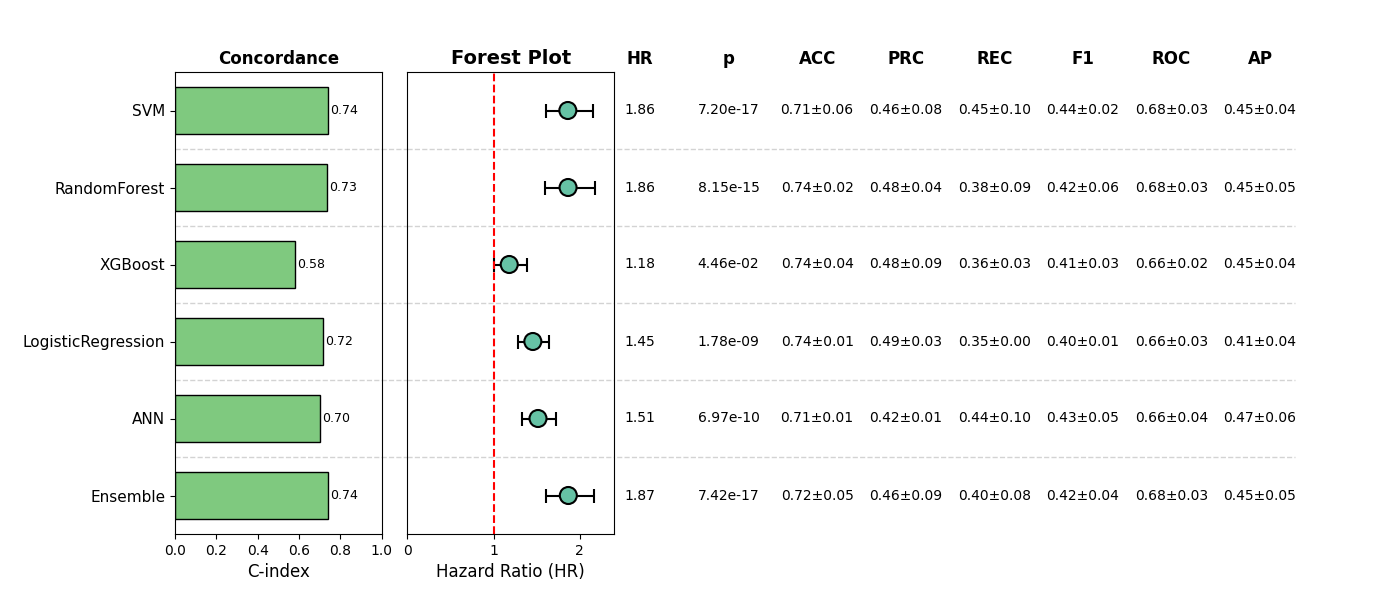 Concordance Forest Plot HR p ACC PRC REC F1 ROC AP
SVM 0.74 1.86 7.20e-17 0.71±0.06 0.46±0.08 0.45±0.10 0.44±0.02 0.68±0.03 0.45±0.04
RandomForest 0.73 1.86 8.15e-15 0.74±0.02 0.48±0.04 0.38±0.09 0.42±0.06 0.68±0.03 0.45±0.05
XGBoost 0.58 1.18 4.46e-02 0.74±0.04 0.48±0.09 0.36±0.03 0.41±0.03 0.66±0.02 0.45±0.04
LogisticRegression 0.72 1.45 1.78e-09 0.74±0.01 0.49±0.03 0.35±0.00 0.40±0.01 0.66±0.03 0.41±0.04
ANN 0.70 1.51 6.97e-10 0.71±0.01 0.42±0.01 0.44±0.10 0.43±0.05 0.66±0.04 0.47±0.06
Ensemble 0.74 1.87 7.42e-17 0.72±0.05 0.46±0.09 0.40±0.08 0.42±0.04 0.68±0.03 0.45±0.05
0.0 0.2 0.4 0.6 0.8 1.0 0 1 2
C-index Hazard Ratio (HR)